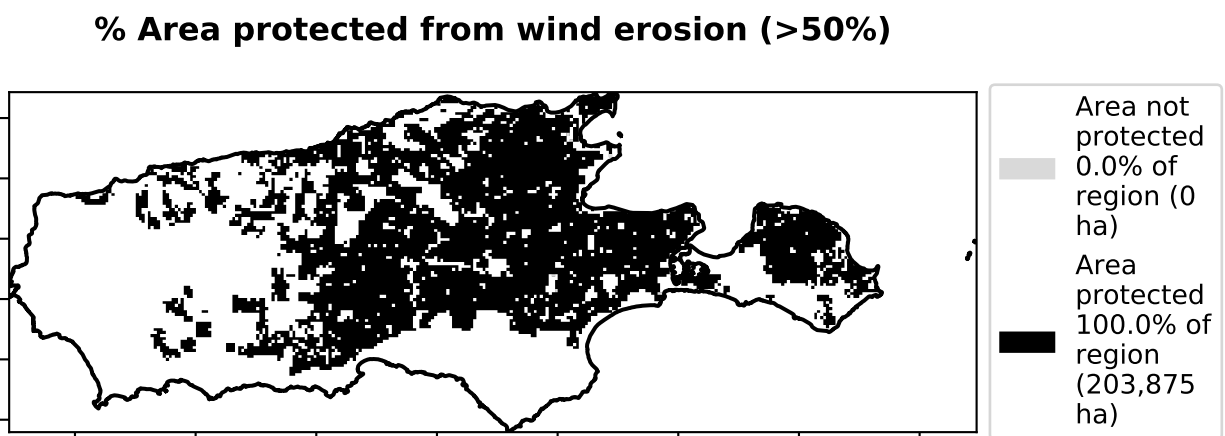 % Area protected from wind erosion (>50%)
Area not
protected
0.0% of
region (0
ha)
Area
protected
100.0% of
region
(203,875
ha)